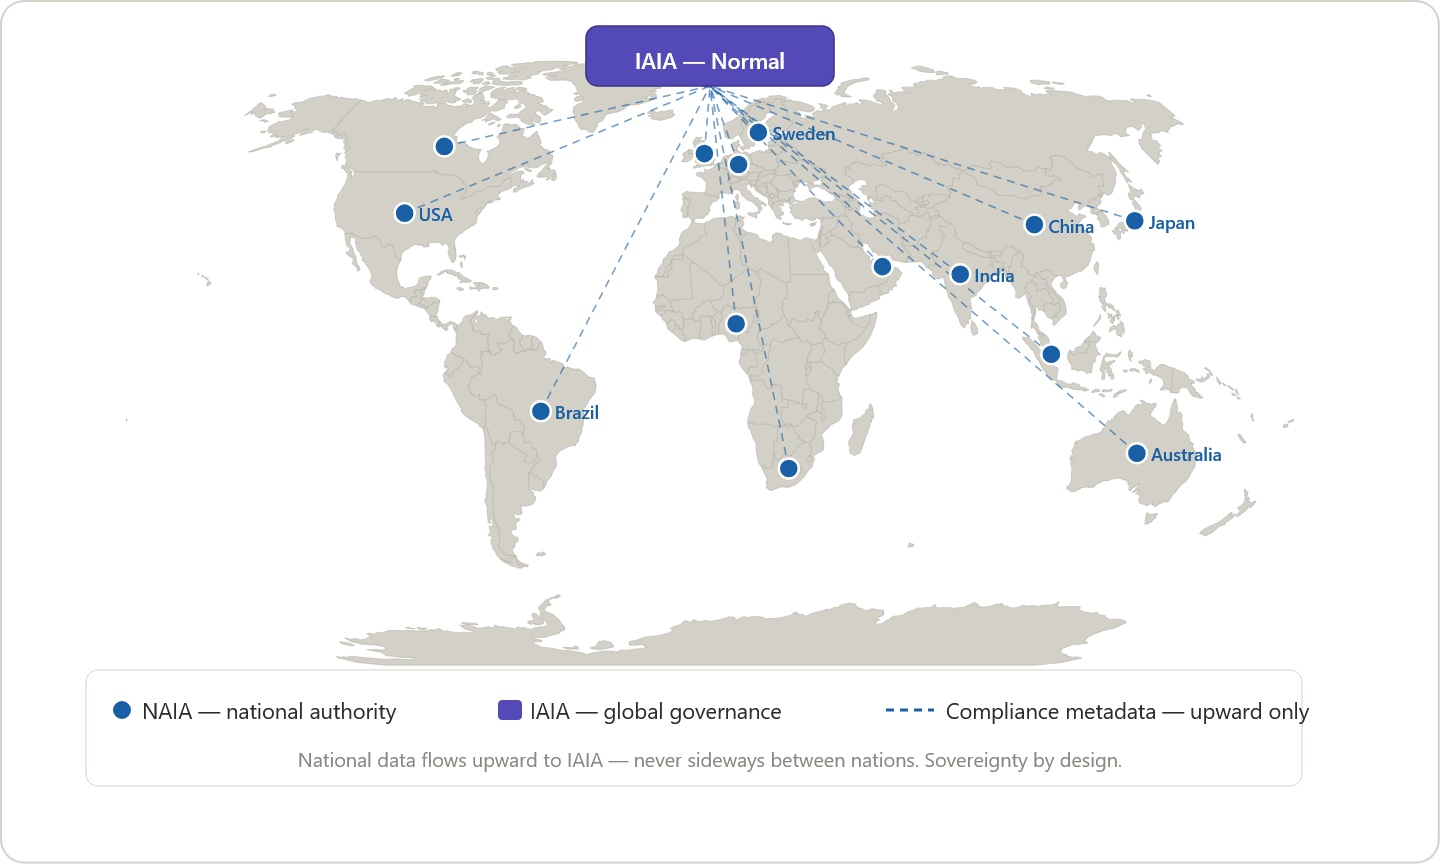 IAIA — Normal
Sweden
USA
China
Japan
India
Brazil
Australia
NAIA — national authority
IAIA — global governance
Compliance metadata — upward only
National data flows upward to IAIA — never sideways between nations. Sovereignty by design.